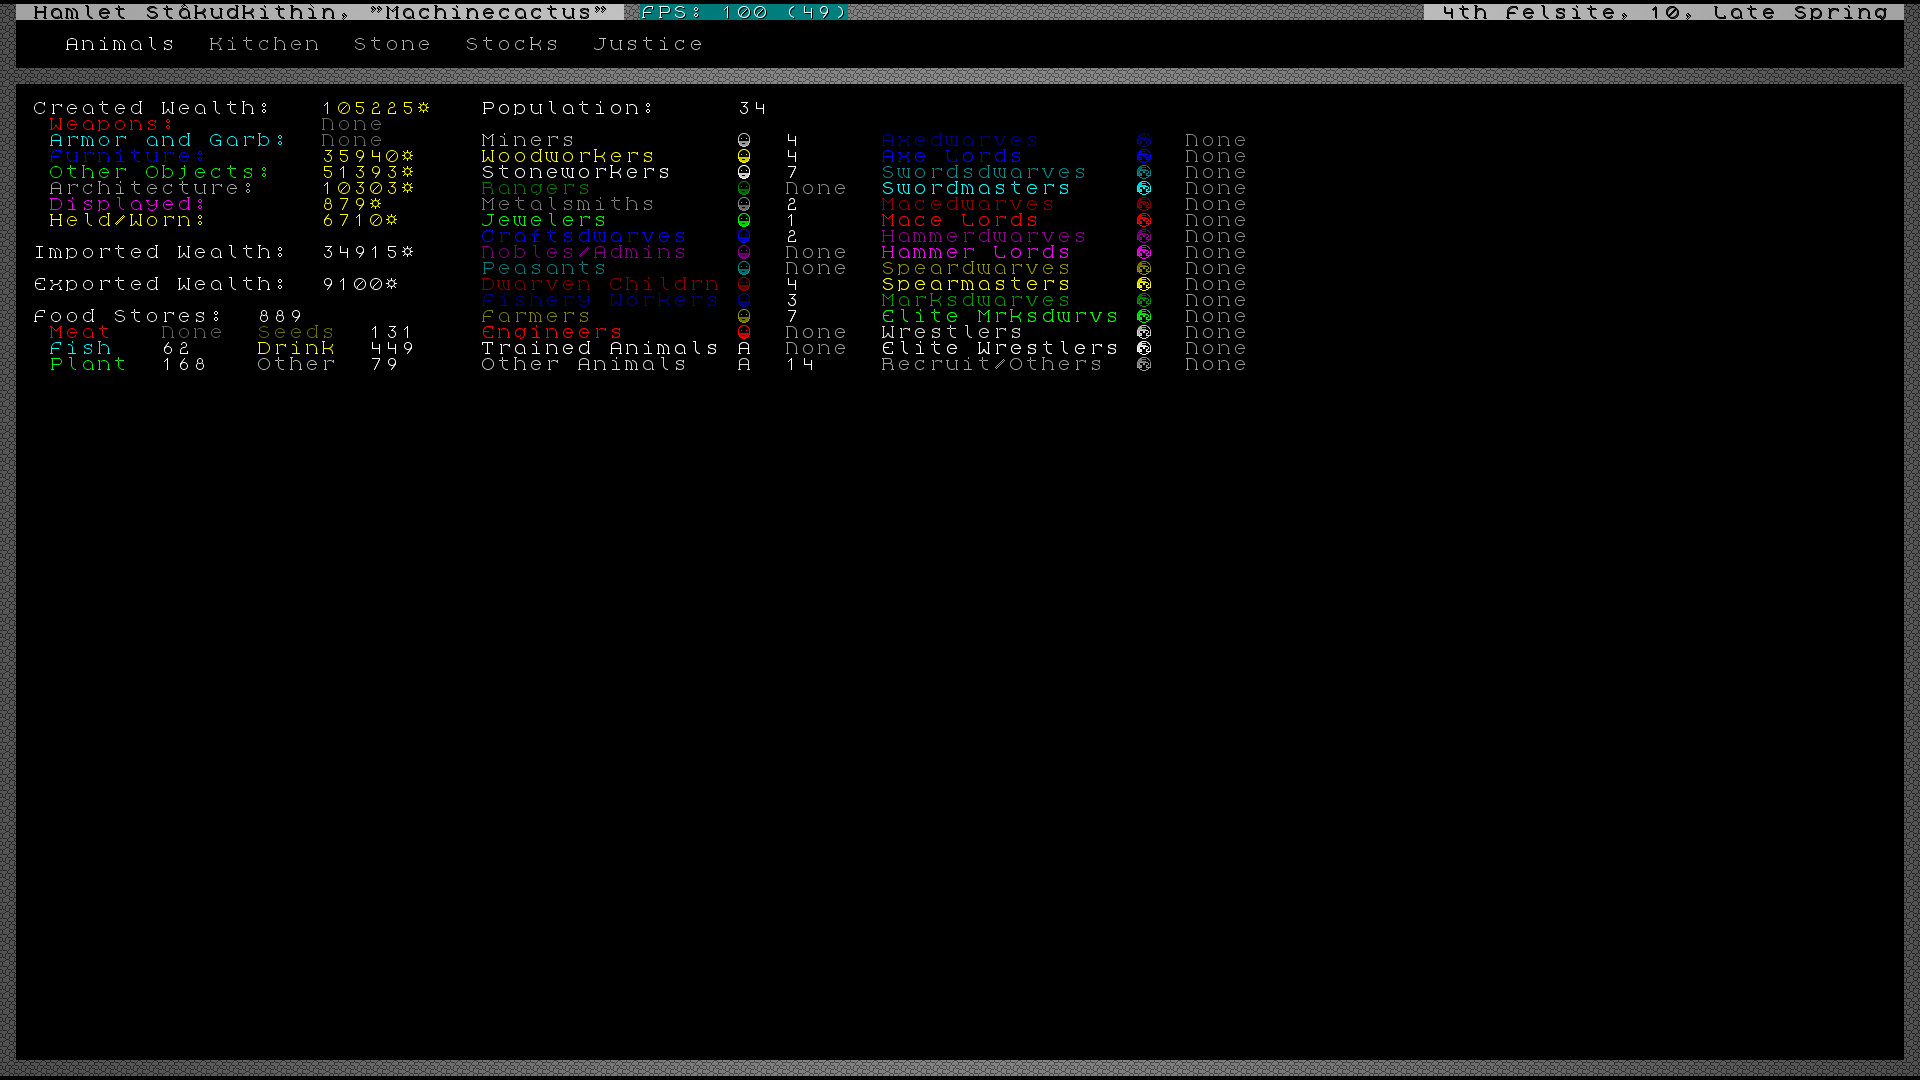 Hamlet Stâkudkithin, "Machinecactus" FPS: 100 (49) 4th Felsite, 10, Late Spring
Animals Kitchen Stone Stocks Justice
Created Wealth: 105225☼ Population: 34
Weapons: None
Armor and Garb: None Miners 4 Axedwarves None
Furniture: 35940☼ Woodworkers 4 Axe Lords None
Other Objects: 51393☼ Stoneworkers 7 Swordsdwarves None
Architecture: 10303☼ Rangers None Swordmasters None
Displayed: 879☼ Metalsmiths 2 Macedwarves None
Held/Worn: 6710☼ Jewelers 1 Mace Lords None
Craftsdwarves 2 Hammerdwarves None
Imported Wealth: 34915☼ Nobles/Admins None Hammer Lords None
Peasants None Speardwarves None
Exported Wealth: 9100☼ Dwarven Childrn 4 Spearmasters None
Fishery Workers 3 Marksdwarves None
Food Stores: 889 Farmers 7 Elite Mrksdwrvs None
Meat None Seeds 131 Engineers None Wrestlers None
Fish 62 Drink 449 Trained Animals A None Elite Wrestlers None
Plant 168 Other 79 Other Animals A 14 Recruit/Others None